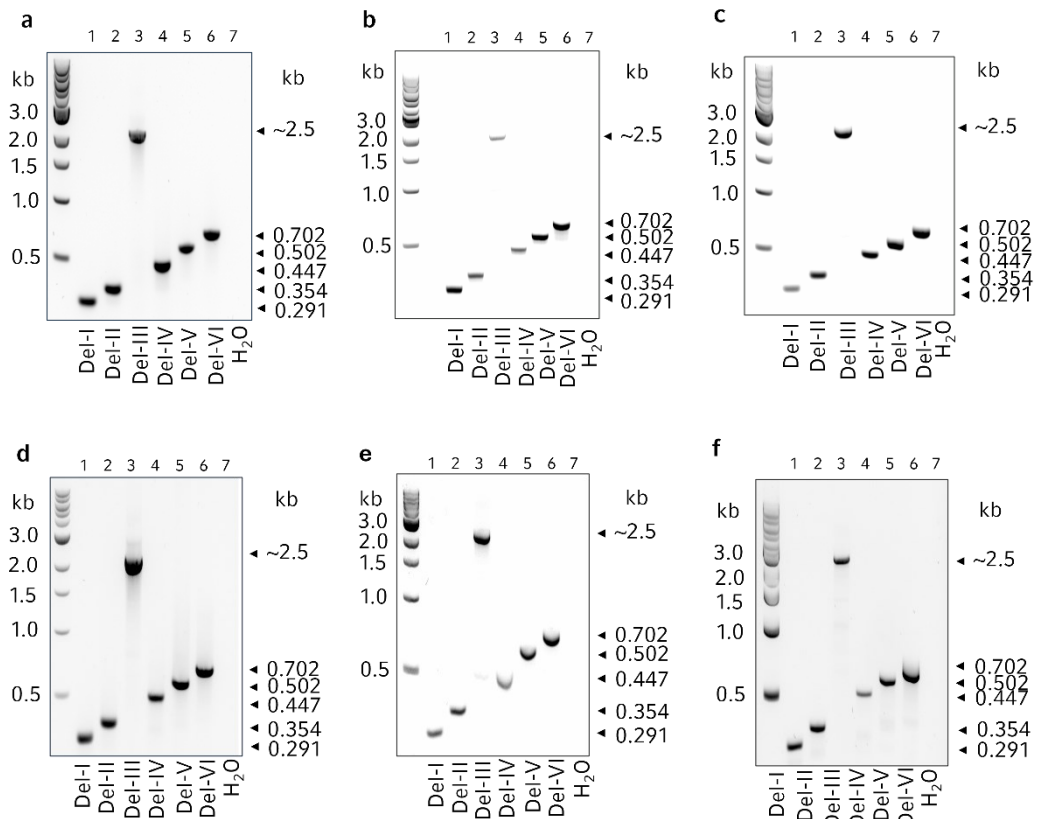 a
1 2 3 4 5 6 7
kb
kb
3.0
2.0
1.5
1.0
0.5
~2.5
0.702
0.502
0.447
0.354
0.291
Del-I
Del-II
Del-III
Del-IV
Del-V
Del-VI
H₂O
b
1 2 3 4 5 6 7
kb
kb
3.0
2.0
1.5
1.0
0.5
~2.5
0.702
0.502
0.447
0.354
0.291
Del-I
Del-II
Del-III
Del-IV
Del-V
Del-VI
H₂O
c
1 2 3 4 5 6 7
kb
kb
3.0
2.0
1.5
1.0
0.5
~2.5
0.702
0.502
0.447
0.354
0.291
Del-I
Del-II
Del-III
Del-IV
Del-V
Del-VI
H₂O
d
1 2 3 4 5 6 7
kb
kb
3.0
2.0
1.5
1.0
0.5
~2.5
0.702
0.502
0.447
0.354
0.291
Del-I
Del-II
Del-III
Del-IV
Del-V
Del-VI
H₂O
e
1 2 3 4 5 6 7
kb
kb
3.0
2.0
1.5
1.0
0.5
~2.5
0.702
0.502
0.447
0.354
0.291
Del-I
Del-II
Del-III
Del-IV
Del-V
Del-VI
H₂O
f
1 2 3 4 5 6 7
kb
kb
3.0
2.0
1.5
1.0
0.5
~2.5
0.702
0.502
0.447
0.354
0.291
Del-I
Del-II
Del-III
Del-IV
Del-V
Del-VI
H₂O